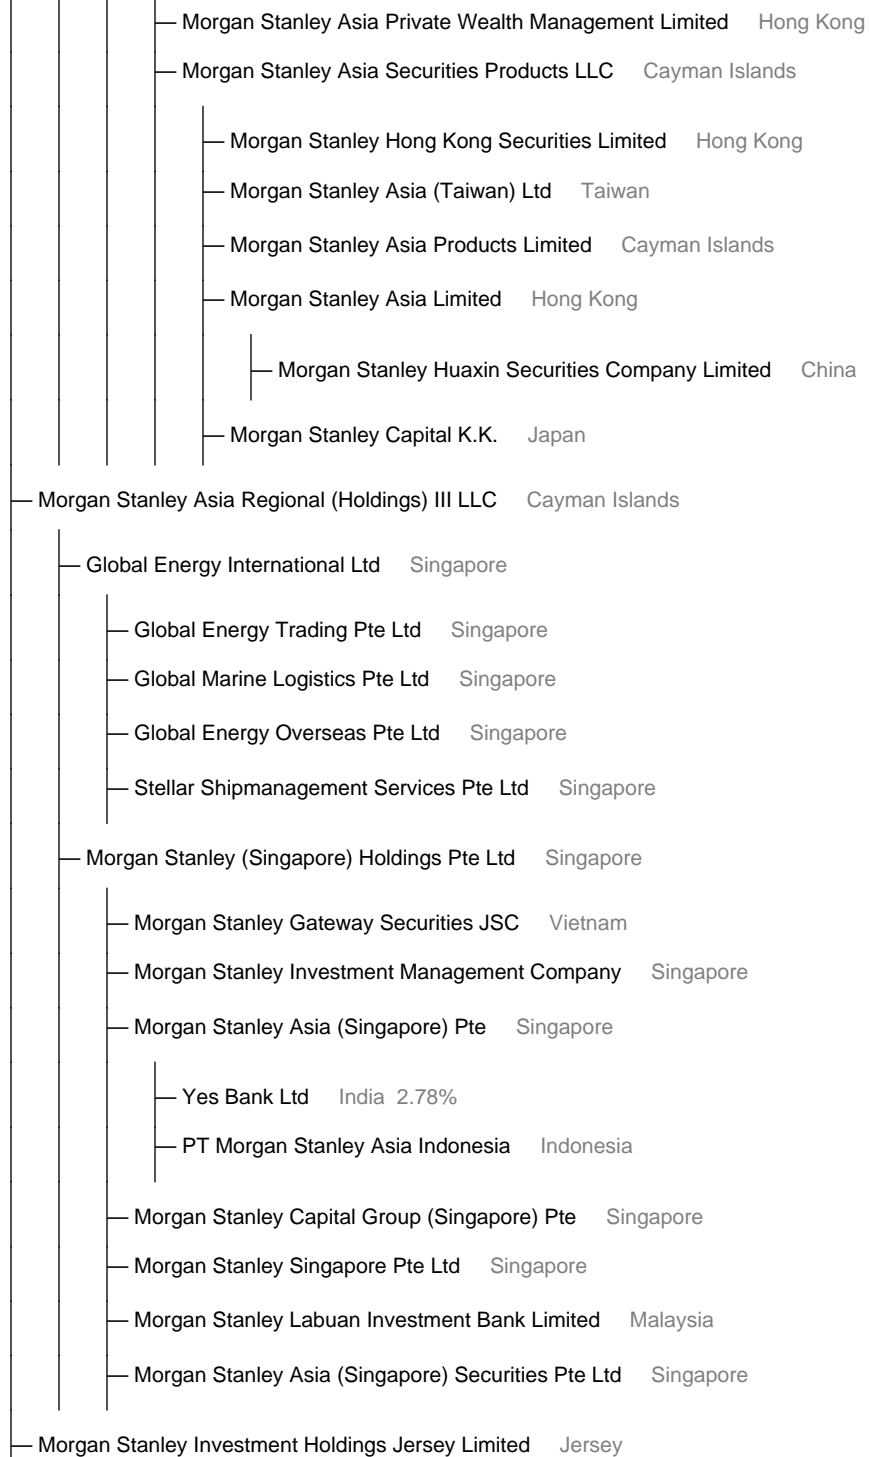 Morgan Stanley Asia Private Wealth Management Limited Hong Kong
Morgan Stanley Asia Securities Products LLC Cayman Islands
Morgan Stanley Hong Kong Securities Limited Hong Kong
Morgan Stanley Asia (Taiwan) Ltd Taiwan
Morgan Stanley Asia Products Limited Cayman Islands
Morgan Stanley Asia Limited Hong Kong
Morgan Stanley Huaxin Securities Company Limited China
Morgan Stanley Capital K.K. Japan
Morgan Stanley Asia Regional (Holdings) III LLC Cayman Islands
Global Energy International Ltd Singapore
Global Energy Trading Pte Ltd Singapore
Global Marine Logistics Pte Ltd Singapore
Global Energy Overseas Pte Ltd Singapore
Stellar Shipmanagement Services Pte Ltd Singapore
Morgan Stanley (Singapore) Holdings Pte Ltd Singapore
Morgan Stanley Gateway Securities JSC Vietnam
Morgan Stanley Investment Management Company Singapore
Morgan Stanley Asia (Singapore) Pte Singapore
Yes Bank Ltd India 2.78%
PT Morgan Stanley Asia Indonesia Indonesia
Morgan Stanley Capital Group (Singapore) Pte Singapore
Morgan Stanley Singapore Pte Ltd Singapore
Morgan Stanley Labuan Investment Bank Limited Malaysia
Morgan Stanley Asia (Singapore) Securities Pte Ltd Singapore
Morgan Stanley Investment Holdings Jersey Limited Jersey